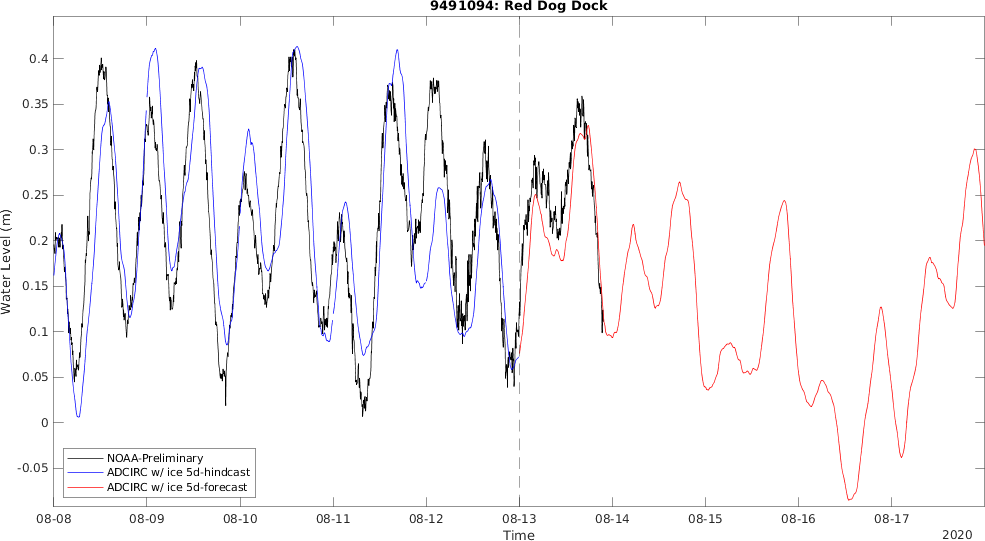 9491094: Red Dog Dock
Water Level (m)
0.4
0.35
0.3
0.25
0.2
0.15
0.1
0.05
0
-0.05
NOAA-Preliminary
ADCIRC w/ ice 5d-hindcast
ADCIRC w/ ice 5d-forecast
08-08 08-09 08-10 08-11 08-12 08-13 08-14 08-15 08-16 08-17
Time
2020